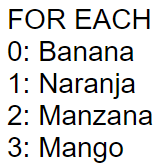 FOR EACH
0: Banana
1: Naranja
2: Manzana
3: Mango